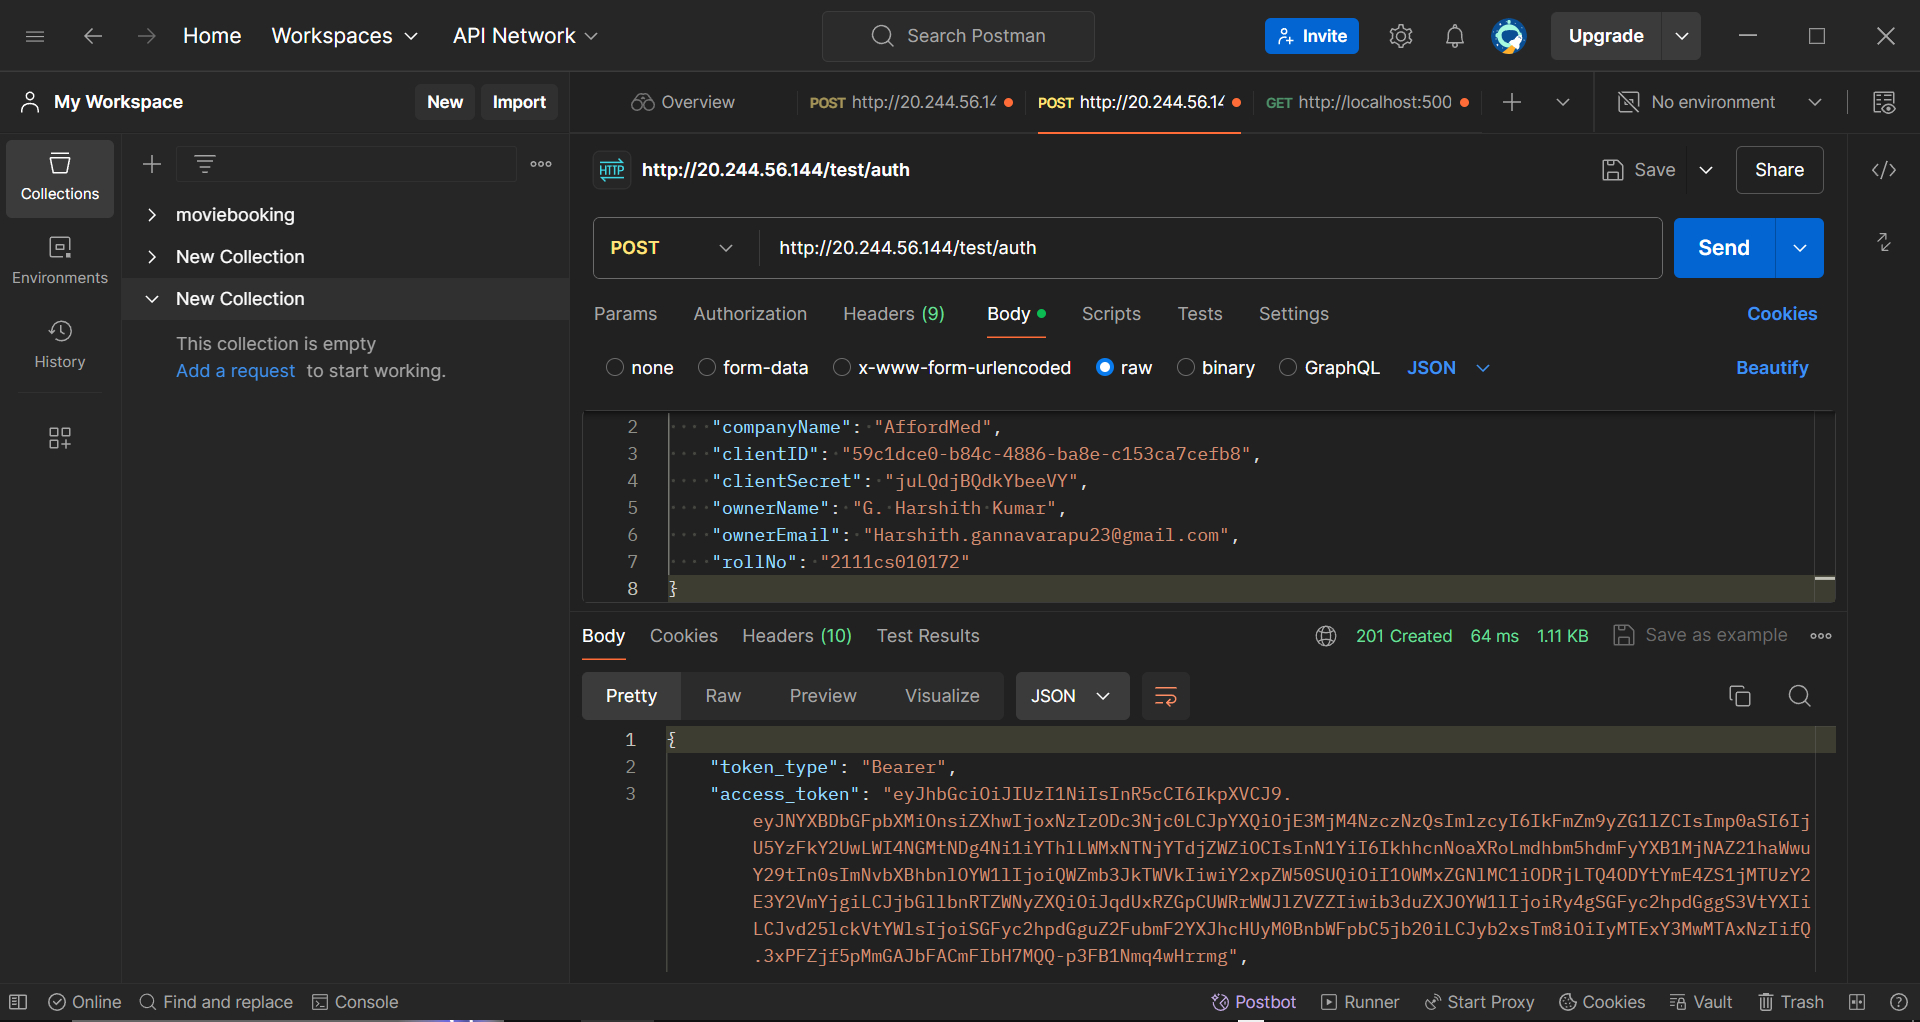 Home Workspaces API Network Search Postman Invite Upgrade
My Workspace New Import Overview POST http://20.244.56.14 POST http://20.244.56.14 GET http://localhost:500 No environment
Collections
Environments
History
moviebooking
New Collection
New Collection
This collection is empty
Add a request to start working.
HTTP http://20.244.56.144/test/auth Save Share
POST http://20.244.56.144/test/auth Send
Params Authorization Headers (9) Body Scripts Tests Settings Cookies
none form-data x-www-form-urlencoded raw binary GraphQL JSON Beautify
2 "companyName": "AffordMed",
3 "clientID": "59c1dce0-b84c-4886-ba8e-c153ca7cefb8",
4 "clientSecret": "juLQdjBQdkYbeeVY",
5 "ownerName": "G. Harshith Kumar",
6 "ownerEmail": "Harshith.gannavarapu23@gmail.com",
7 "rollNo": "2111cs010172"
8 }
Body Cookies Headers (10) Test Results 201 Created 64 ms 1.11 KB Save as example
Pretty Raw Preview Visualize JSON
1 {
2 "token_type": "Bearer",
3 "access_token": "eyJhbGciOiJIUzI1NiIsInR5cCI6IkpXVCJ9.
eyJNYXBDbGFpbXMiOnsiZXhwIjoxNzIzODc3Njc0LCJpYXQiOjE3MjM4NzczNzQsImlzcyI6IkFmZm9yZG1lZCIsImp0aSI6Ij
U5YzFkY2UwLWI4NGMtNDg4Ni1iYThlLWMxNTNjYTdjZWZiOCIsInN1YiI6IkhhcnNoaXRoLmdhbm5hdmFyYXB1MjNAZ21haWwu
Y29tIn0sImNvbXBhbnlOYW1lIjoiQWZmb3JkTWVkIiwiY2xpZW50SUQiOiI1OWMxZGNlMC1iODRjLTQ4ODYtYmE4ZS1jMTUzY2
E3Y2VmYjgiLCJjbGllbnRTZWNyZXQiOiJqdUxRZGpCUWRrWWJlZVZZIiwib3duZXJOYW1lIjoiRy4gSGFyc2hpdGggS3VtYXIi
LCJvd25lckVtYWlsIjoiSGFyc2hpdGguZ2FubmF2YXJhcHUyM0BnbWFpbC5jb20iLCJyb2xsTm8iOiIyMTExY3MwMTAxNzIifQ
.3xPFZjf5pMmGAJbFACmFIbH7MQQ-p3FB1Nmq4wHrrmg",
Online Find and replace Console Postbot Runner Start Proxy Cookies Vault Trash